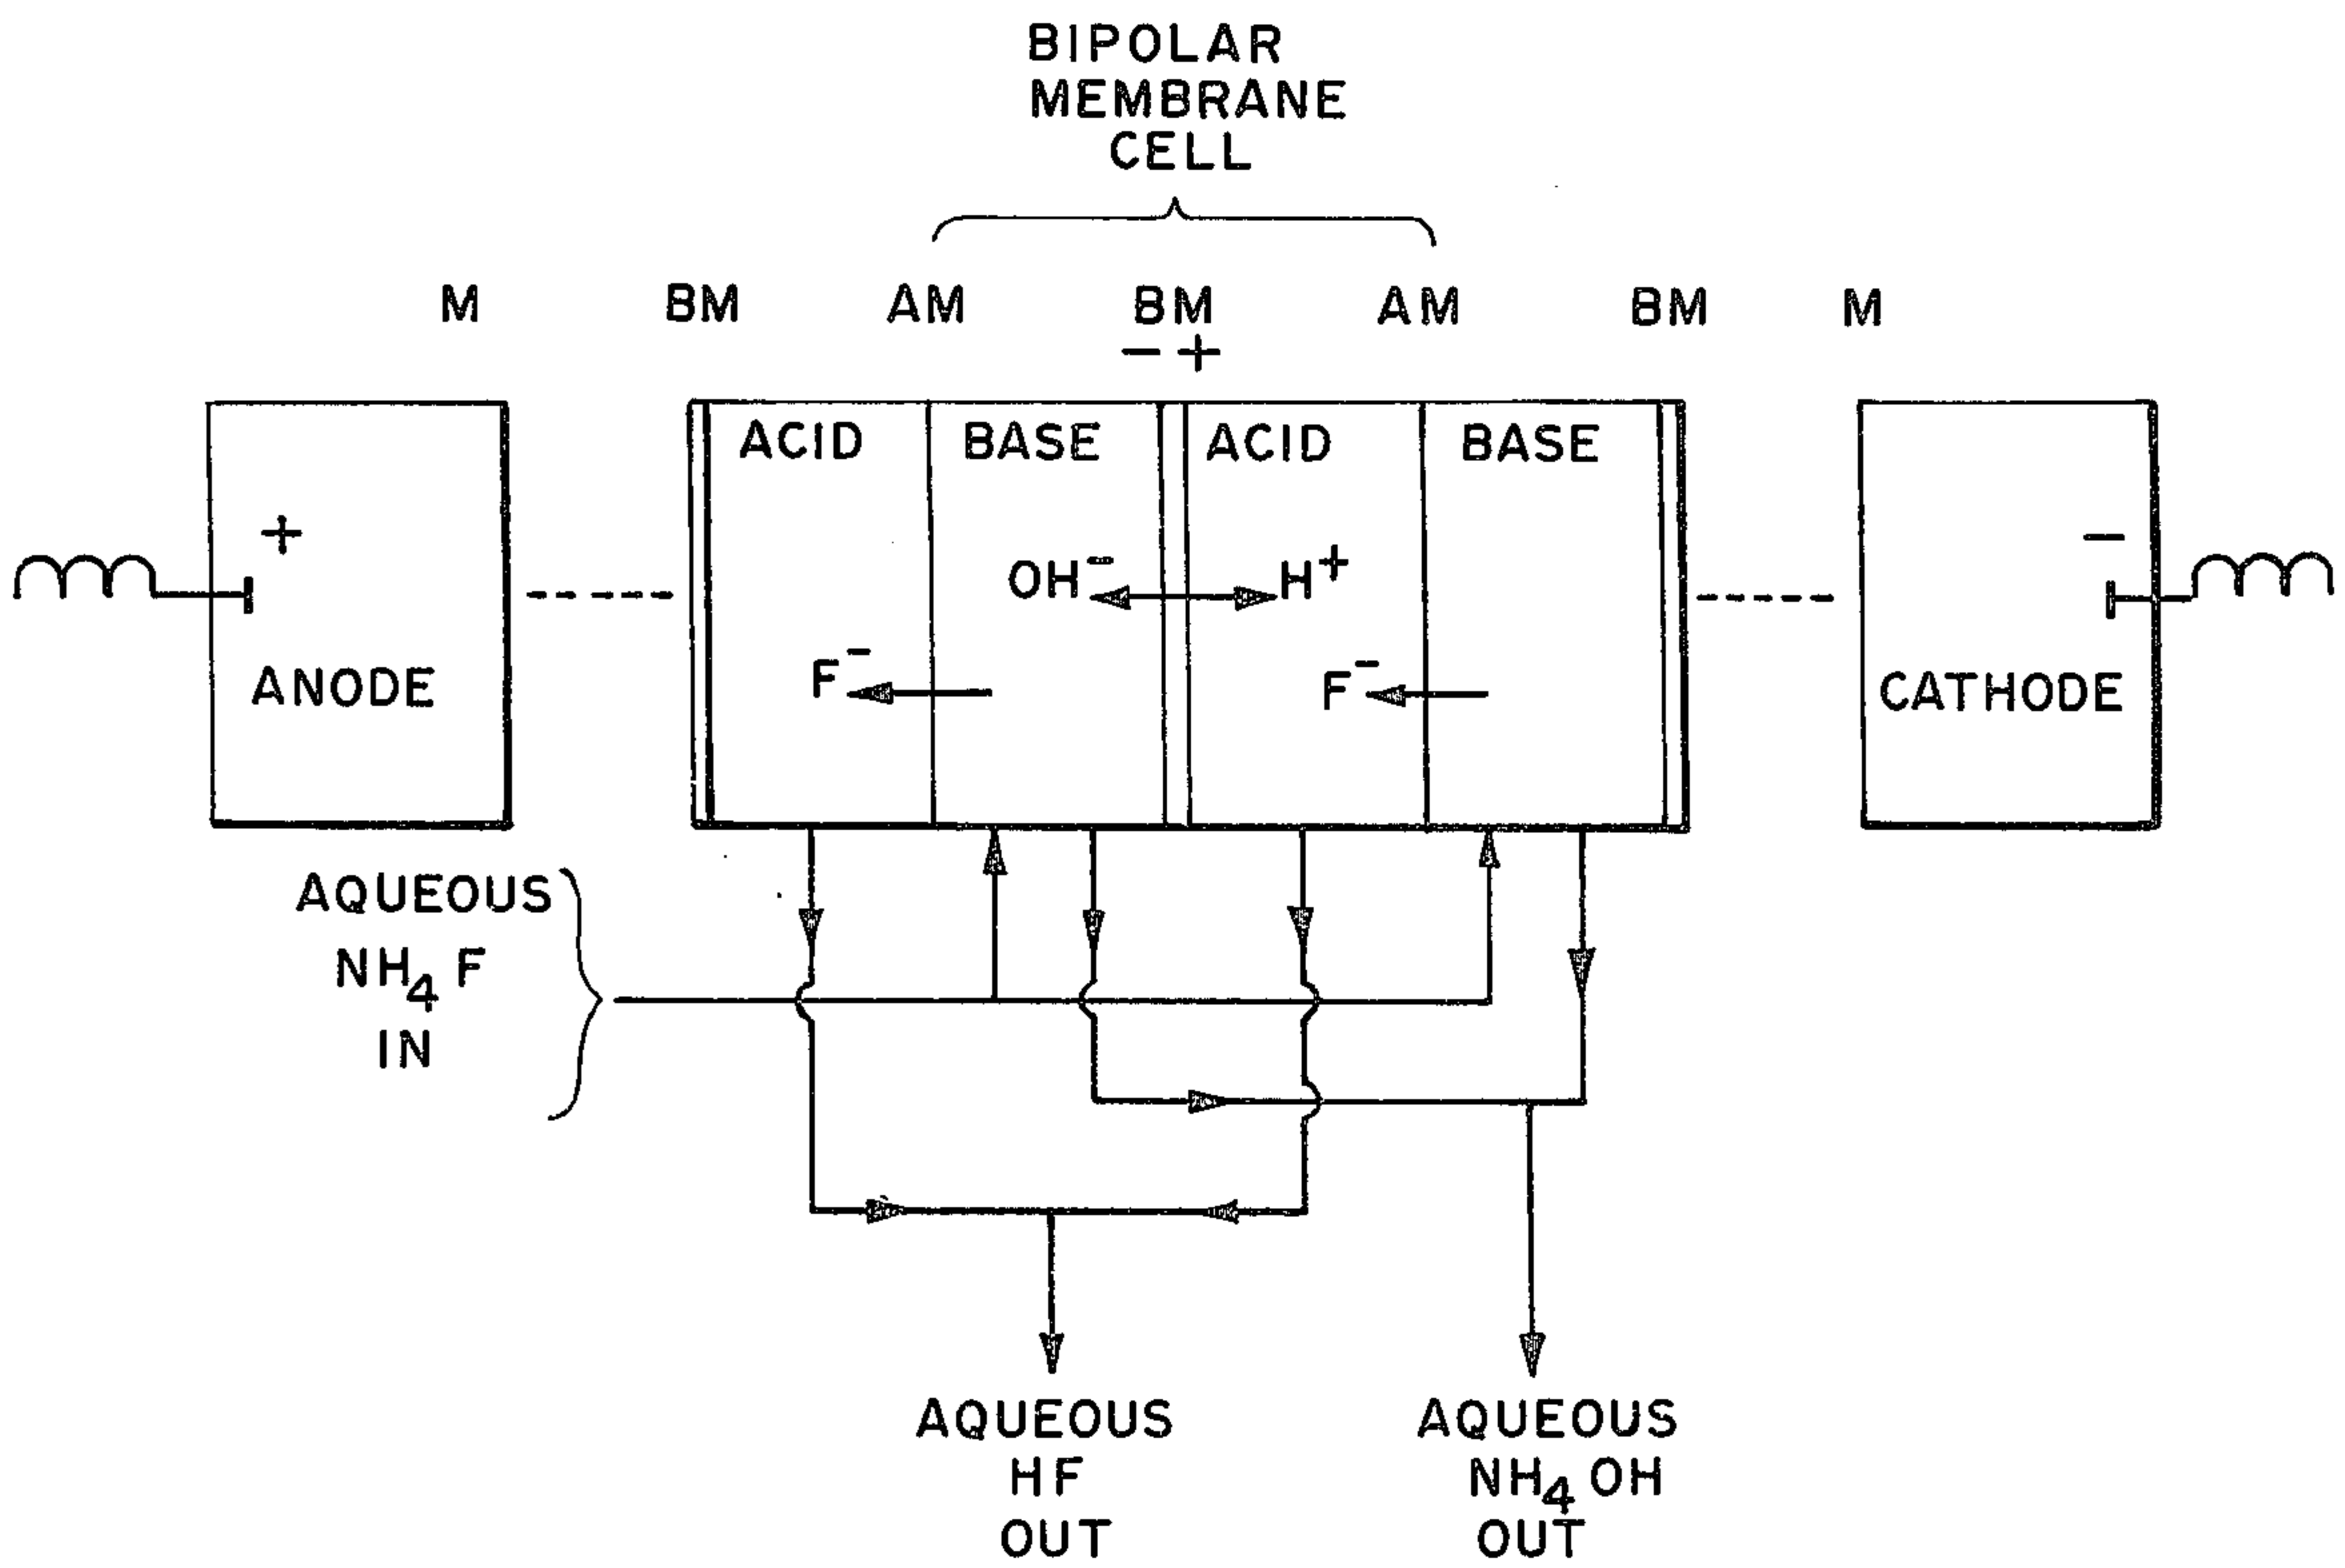 BIPOLAR
MEMBRANE
CELL
M BM AM BM AM BM M
− +
ACID BASE ACID BASE
+
−
OH⁻ H⁺
F⁻ F⁻
ANODE
CATHODE
AQUEOUS
NH₄ F
IN
AQUEOUS
HF
OUT
AQUEOUS
NH₄ OH
OUT